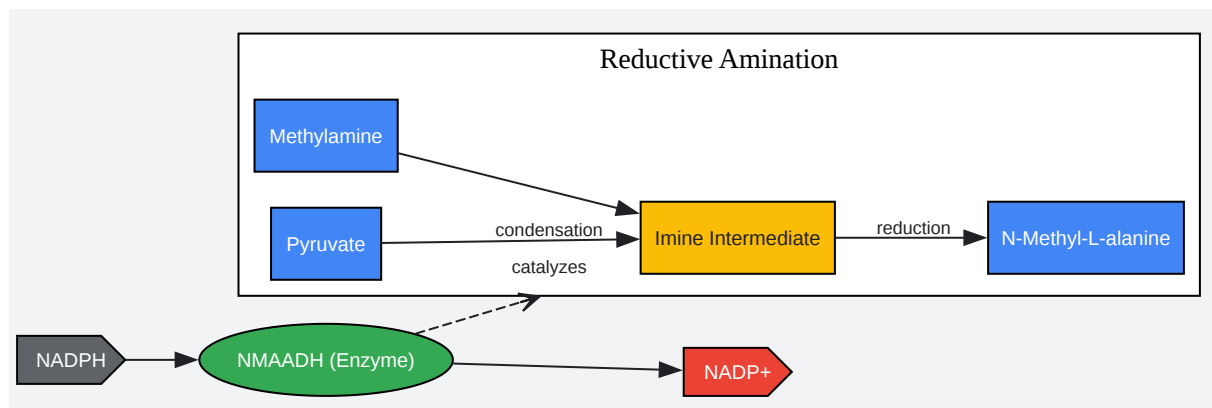 Reductive Amination
Methylamine
Pyruvate
condensation
Imine Intermediate
reduction
N-Methyl-L-alanine
catalyzes
NADPH
NMAADH (Enzyme)
NADP+